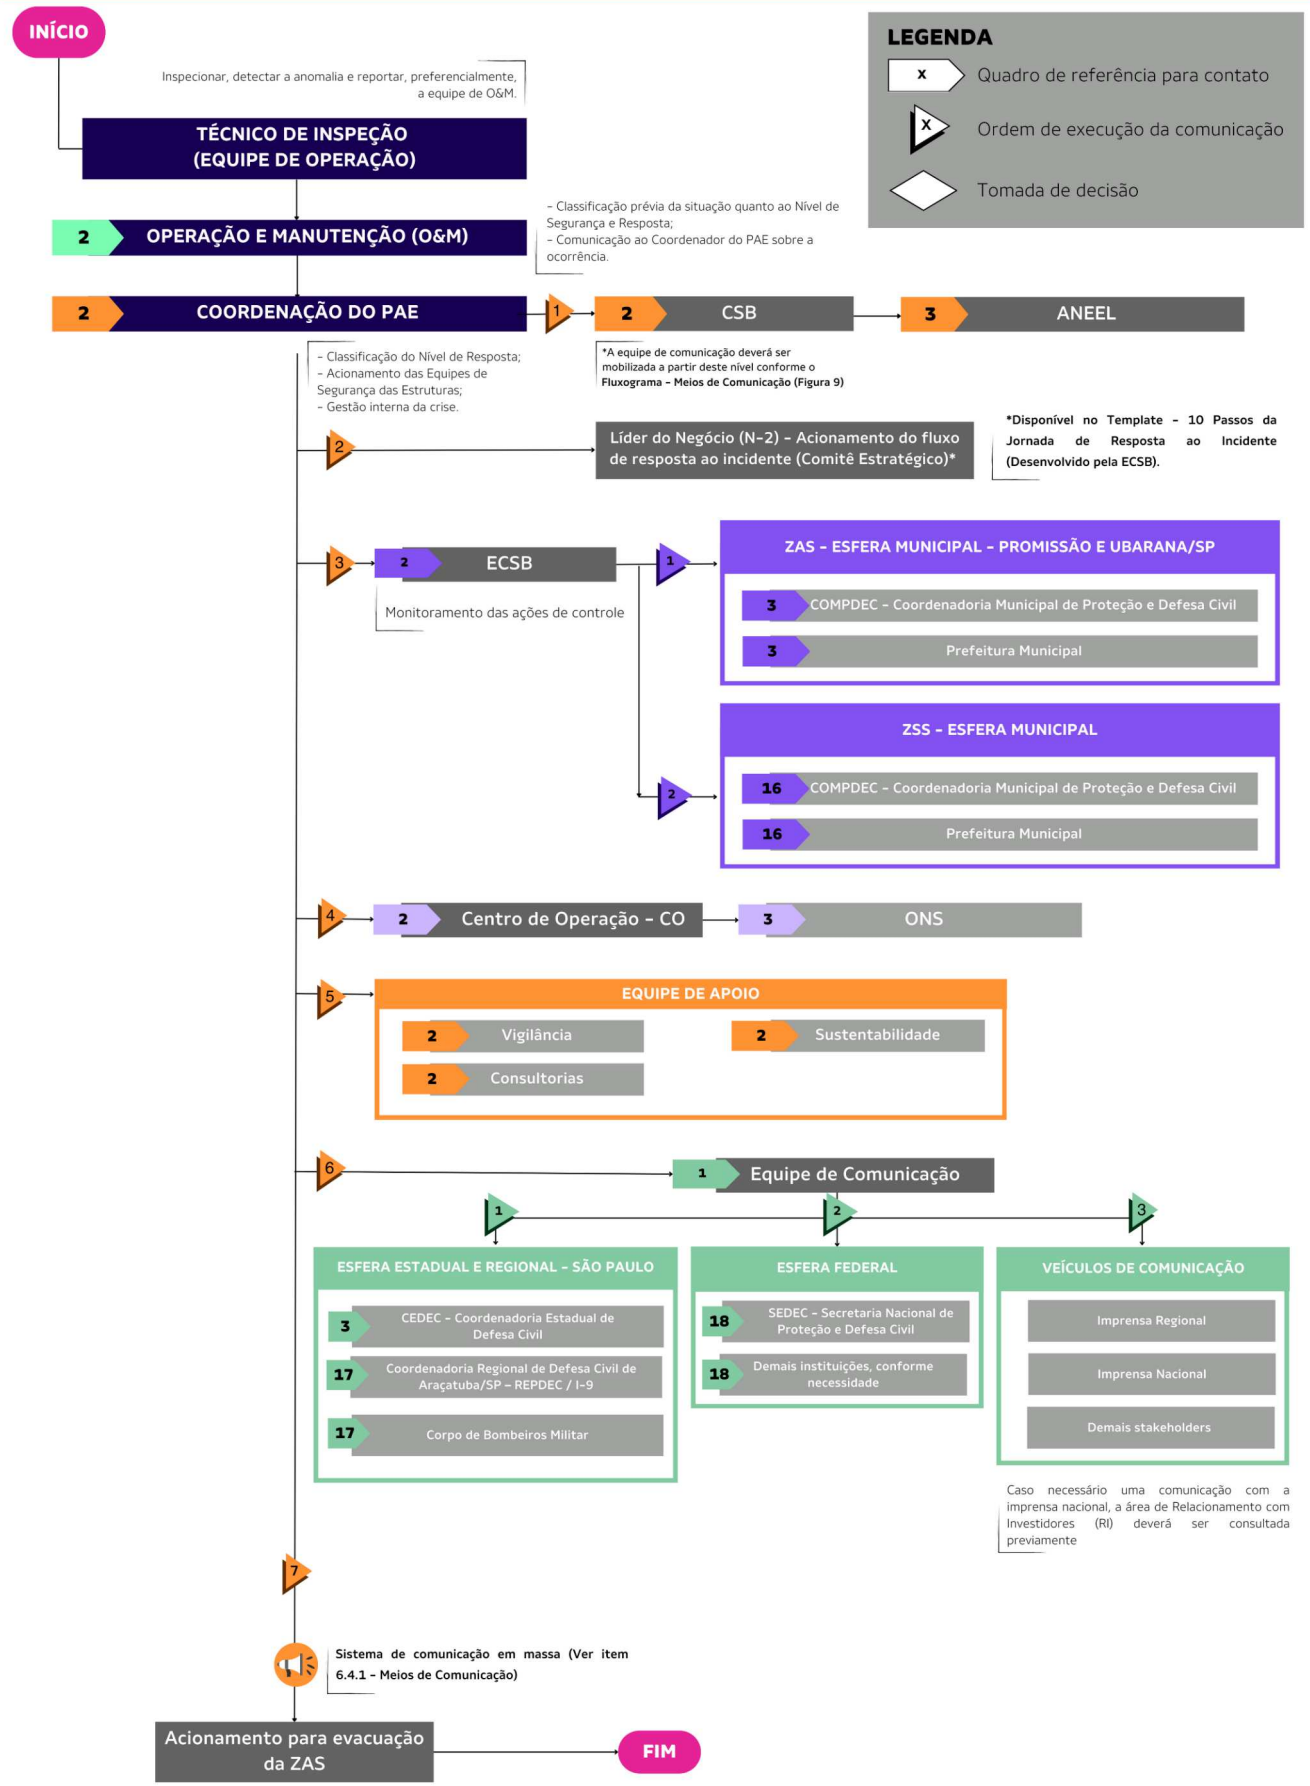 INÍCIO
LEGENDA
X
Quadro de referência para contato
X
Ordem de execução da comunicação
Tomada de decisão
Inspecionar, detectar a anomalia e reportar, preferencialmente,
a equipe de O&M.
TÉCNICO DE INSPEÇÃO
(EQUIPE DE OPERAÇÃO)
2
OPERAÇÃO E MANUTENÇÃO (O&M)
- Classificação prévia da situação quanto ao Nível de
Segurança e Resposta;
- Comunicação ao Coordenador do PAE sobre a
ocorrência.
2
COORDENAÇÃO DO PAE
1
2
CSB
3
ANEEL
- Classificação do Nível de Resposta;
- Acionamento das Equipes de
Segurança das Estruturas;
- Gestão interna da crise.
*A equipe de comunicação deverá ser
mobilizada a partir deste nível conforme o
Fluxograma - Meios de Comunicação (Figura 9)
2
Líder do Negócio (N-2) - Acionamento do fluxo
de resposta ao incidente (Comitê Estratégico)*
*Disponível no Template - 10 Passos da
Jornada de Resposta ao Incidente
(Desenvolvido pela ECSB).
3
2
ECSB
Monitoramento das ações de controle
1
ZAS - ESFERA MUNICIPAL - PROMISSÃO E UBARANA/SP
3
COMPDEC - Coordenadoria Municipal de Proteção e Defesa Civil
3
Prefeitura Municipal
2
ZSS - ESFERA MUNICIPAL
16
COMPDEC - Coordenadoria Municipal de Proteção e Defesa Civil
16
Prefeitura Municipal
4
2
Centro de Operação - CO
3
ONS
5
EQUIPE DE APOIO
2
Vigilância
2
Sustentabilidade
2
Consultorias
6
1
Equipe de Comunicação
1
2
3
ESFERA ESTADUAL E REGIONAL - SÃO PAULO
3
CEDEC - Coordenadoria Estadual de
Defesa Civil
17
Coordenadoria Regional de Defesa Civil de
Araçatuba/SP – REPDEC / I-9
17
Corpo de Bombeiros Militar
ESFERA FEDERAL
18
SEDEC - Secretaria Nacional de
Proteção e Defesa Civil
18
Demais instituições, conforme
necessidade
VEÍCULOS DE COMUNICAÇÃO
Imprensa Regional
Imprensa Nacional
Demais stakeholders
Caso necessário uma comunicação com a
imprensa nacional, a área de Relacionamento com
Investidores (RI) deverá ser consultada
previamente
7
Sistema de comunicação em massa (Ver item
6.4.1 - Meios de Comunicação)
Acionamento para evacuação
da ZAS
FIM